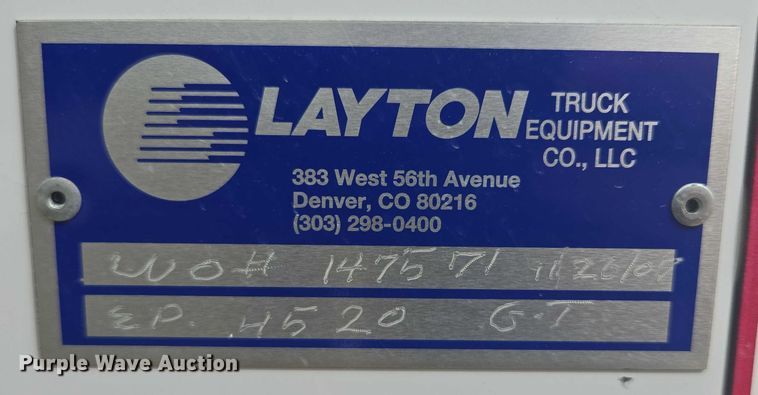 LAYTON TRUCK EQUIPMENT CO., LLC
383 West 56th Avenue
Denver, CO 80216
(303) 298-0400
WO# 147571
EP. H520 G-T
Purple Wave Auction